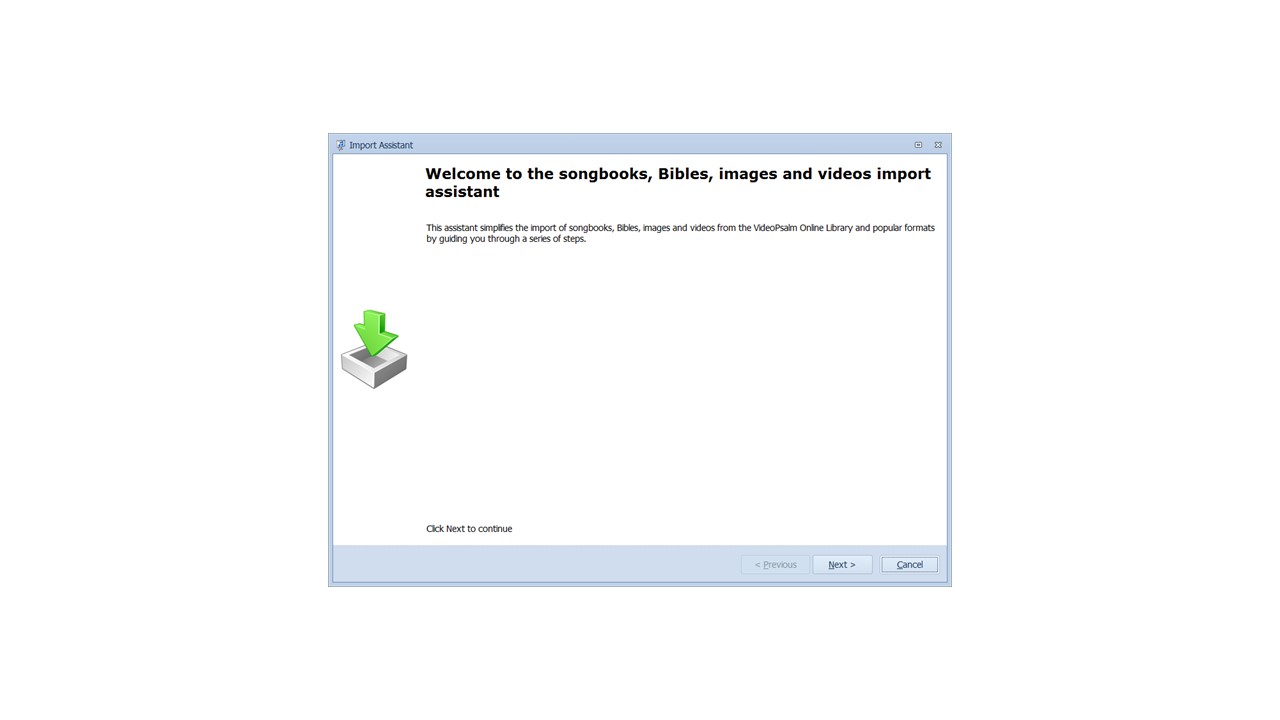 Import Assistant
Welcome to the songbooks, Bibles, images and videos import
assistant
This assistant simplifies the import of songbooks, Bibles, images and videos from the VideoPsalm Online Library and popular formats
by guiding you through a series of steps.
Click Next to continue
< Previous Next > Cancel